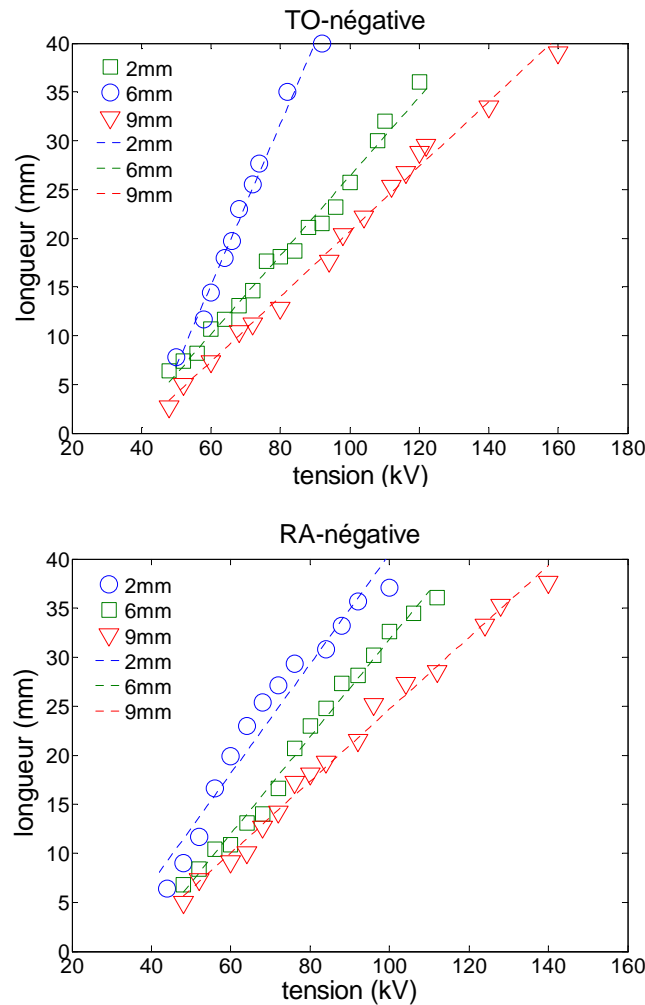 TO-négative
40
35
30
25
20
15
10
5
0
longueur (mm)
2mm
6mm
9mm
2mm
6mm
9mm
20 40 60 80 100 120 140 160 180
tension (kV)
RA-négative
40
35
30
25
20
15
10
5
0
longueur (mm)
2mm
6mm
9mm
2mm
6mm
9mm
20 40 60 80 100 120 140 160
tension (kV)